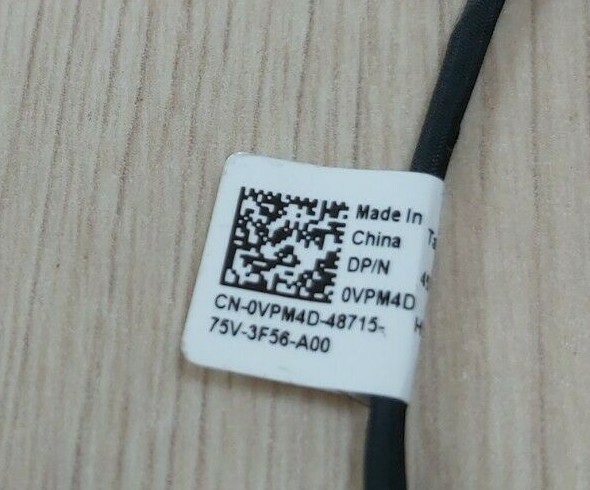 Made In
China
DP/N
0VPM4D
CN-0VPM4D-48715-
75V-3F56-A00